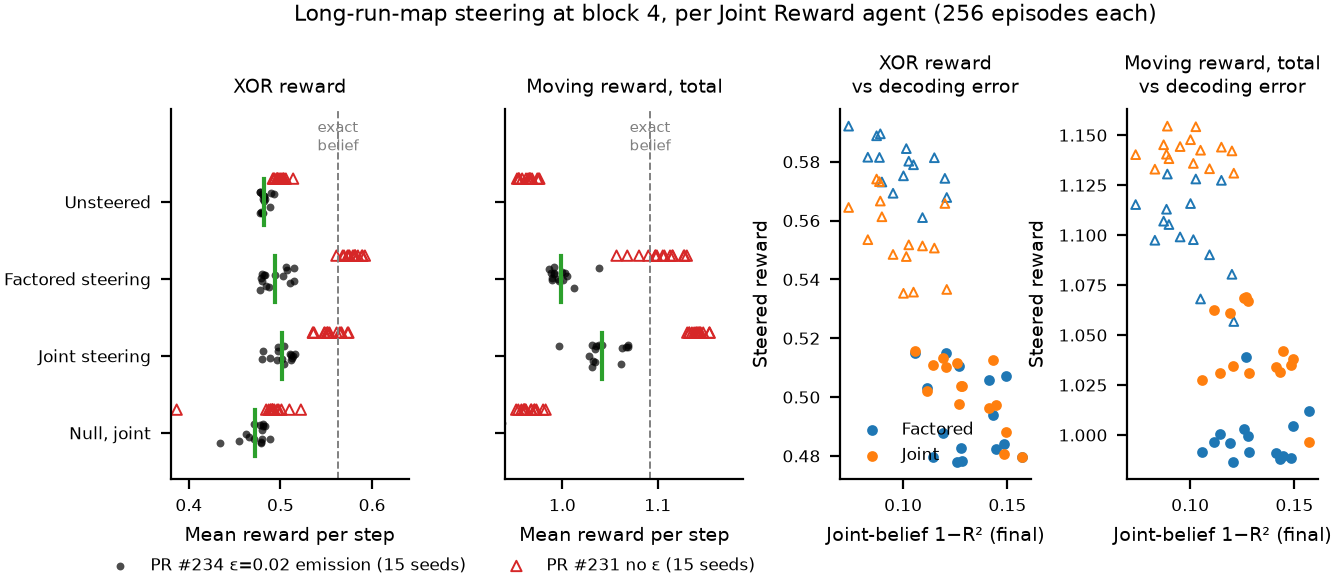 Long-run-map steering at block 4, per Joint Reward agent (256 episodes each)
XOR reward
Moving reward, total
XOR reward
vs decoding error
Moving reward, total
vs decoding error
exact
belief
exact
belief
Unsteered
Factored steering
Joint steering
Null, joint
0.4
0.5
0.6
Mean reward per step
1.0
1.1
Mean reward per step
Steered reward
0.58
0.56
0.54
0.52
0.50
0.48
Factored
Joint
0.10
0.15
Joint-belief 1−R² (final)
Steered reward
1.150
1.125
1.100
1.075
1.050
1.025
1.000
0.10
0.15
Joint-belief 1−R² (final)
PR #234 ε=0.02 emission (15 seeds)
PR #231 no ε (15 seeds)